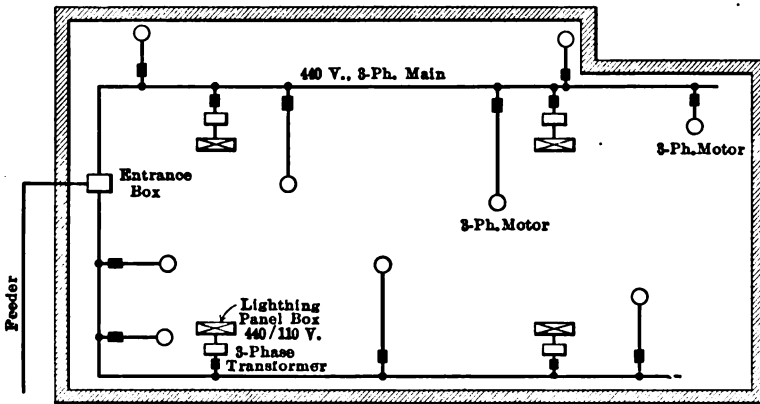 440 V., 3-Ph. Main
3-Ph. Motor
Entrance
Box
3-Ph. Motor
Feeder
Lighthing
Panel Box
440/110 V.
3-Phase
Transformer